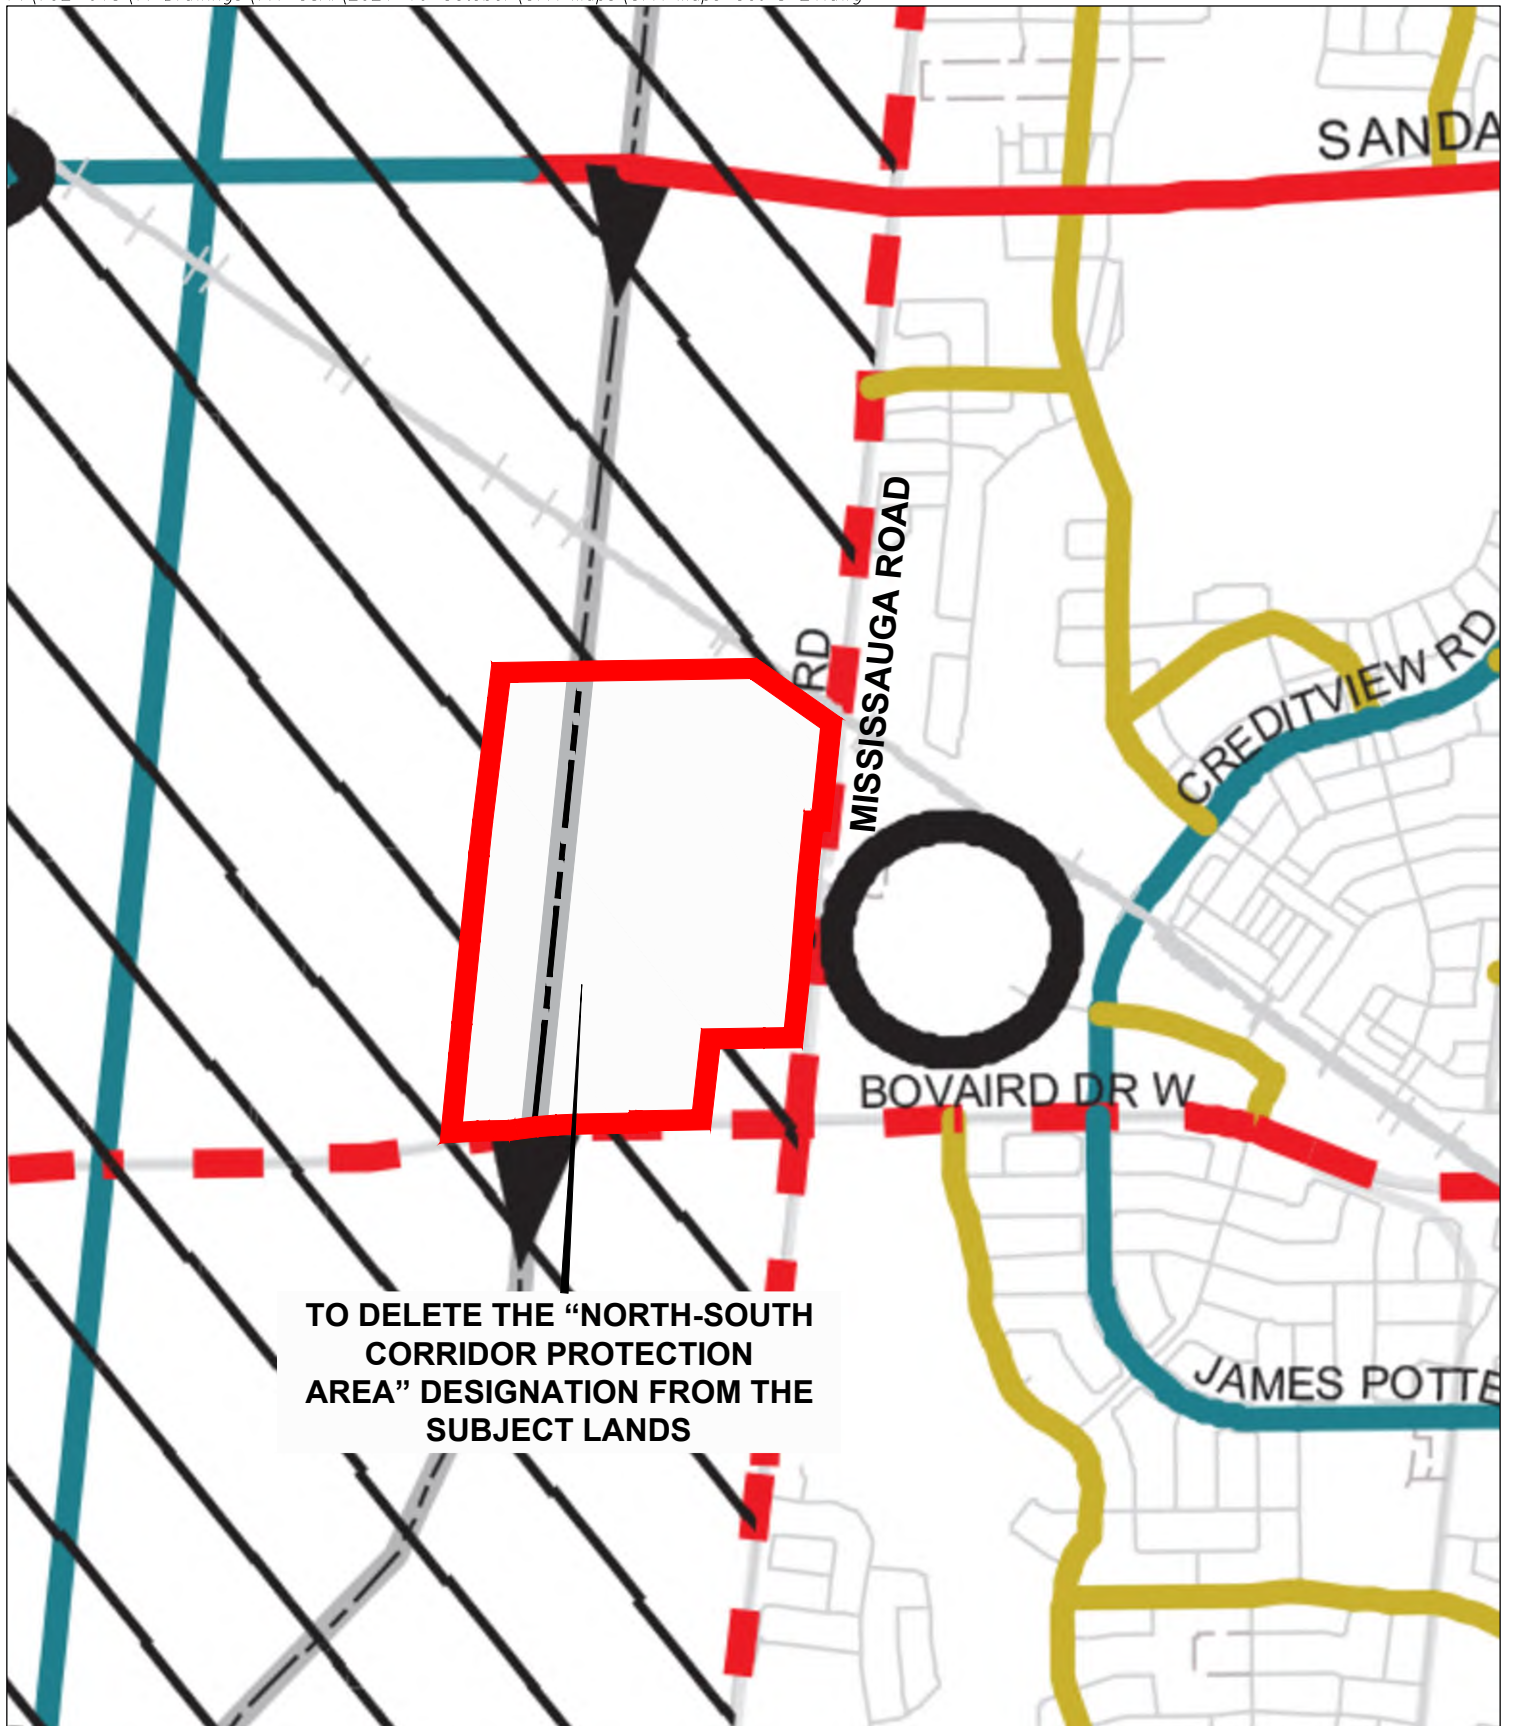 SANDA
RD
MISSISSAUGA ROAD
CREDITVIEW RD
BOVAIRD DR W
TO DELETE THE “NORTH-SOUTH
CORRIDOR PROTECTION
AREA” DESIGNATION FROM THE
SUBJECT LANDS
JAMES POTTE